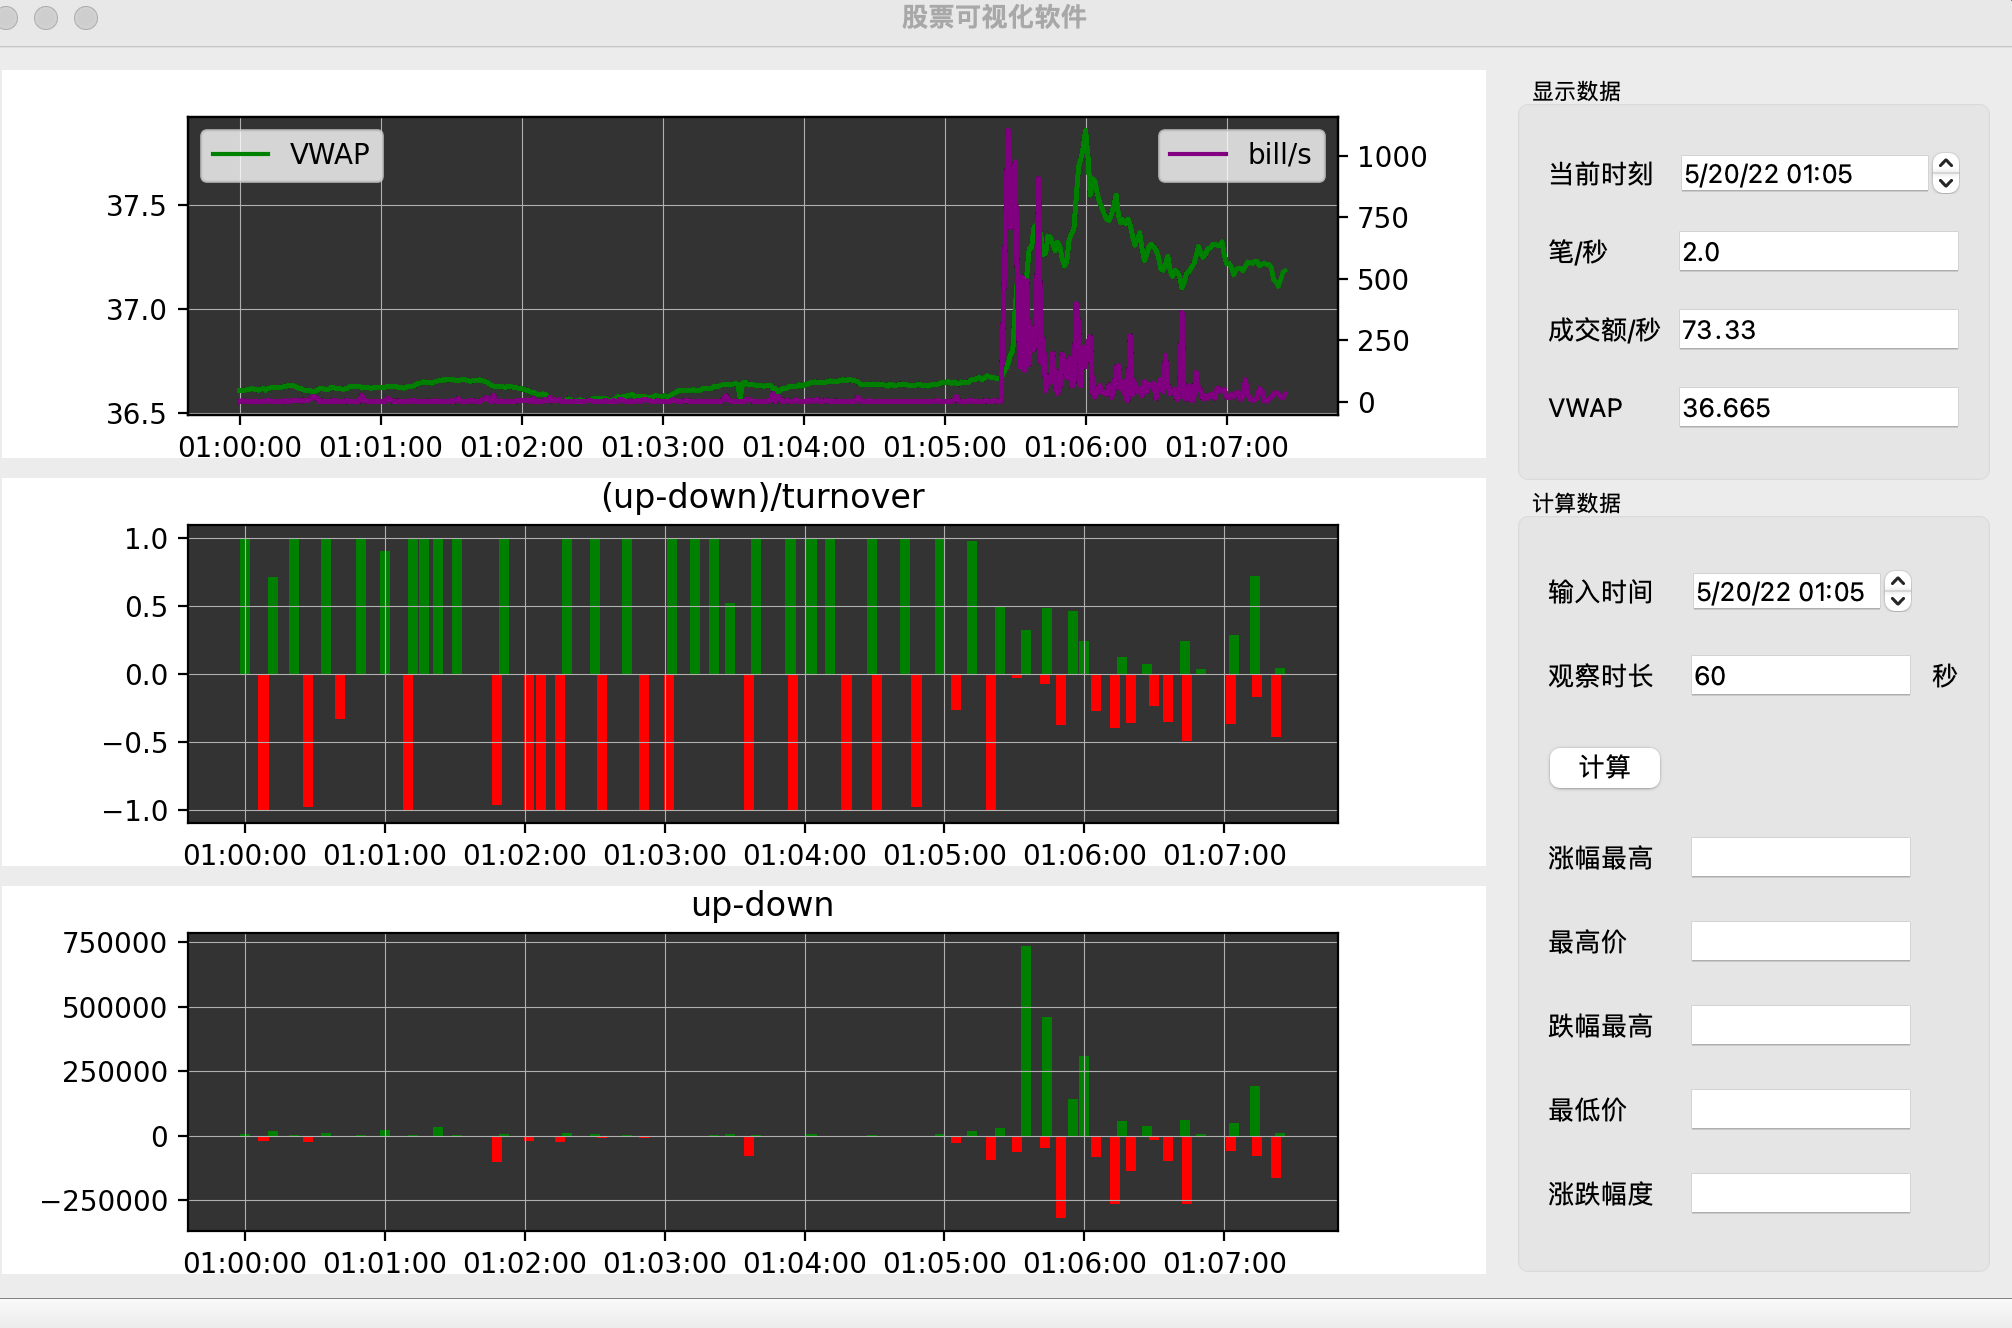 股票可视化软件
VWAP
bill/s
37.5
37.0
36.5
1000
750
500
250
0
01:00:00 01:01:00 01:02:00 01:03:00 01:04:00 01:05:00 01:06:00 01:07:00
(up-down)/turnover
1.0
0.5
0.0
−0.5
−1.0
01:00:00 01:01:00 01:02:00 01:03:00 01:04:00 01:05:00 01:06:00 01:07:00
up-down
750000
500000
250000
0
−250000
01:00:00 01:01:00 01:02:00 01:03:00 01:04:00 01:05:00 01:06:00 01:07:00
显示数据
当前时刻 5/20/22 01:05
笔/秒 2.0
成交额/秒 73.33
VWAP 36.665
计算数据
输入时间 5/20/22 01:05
观察时长 60 秒
计算
涨幅最高
最高价
跌幅最高
最低价
涨跌幅度